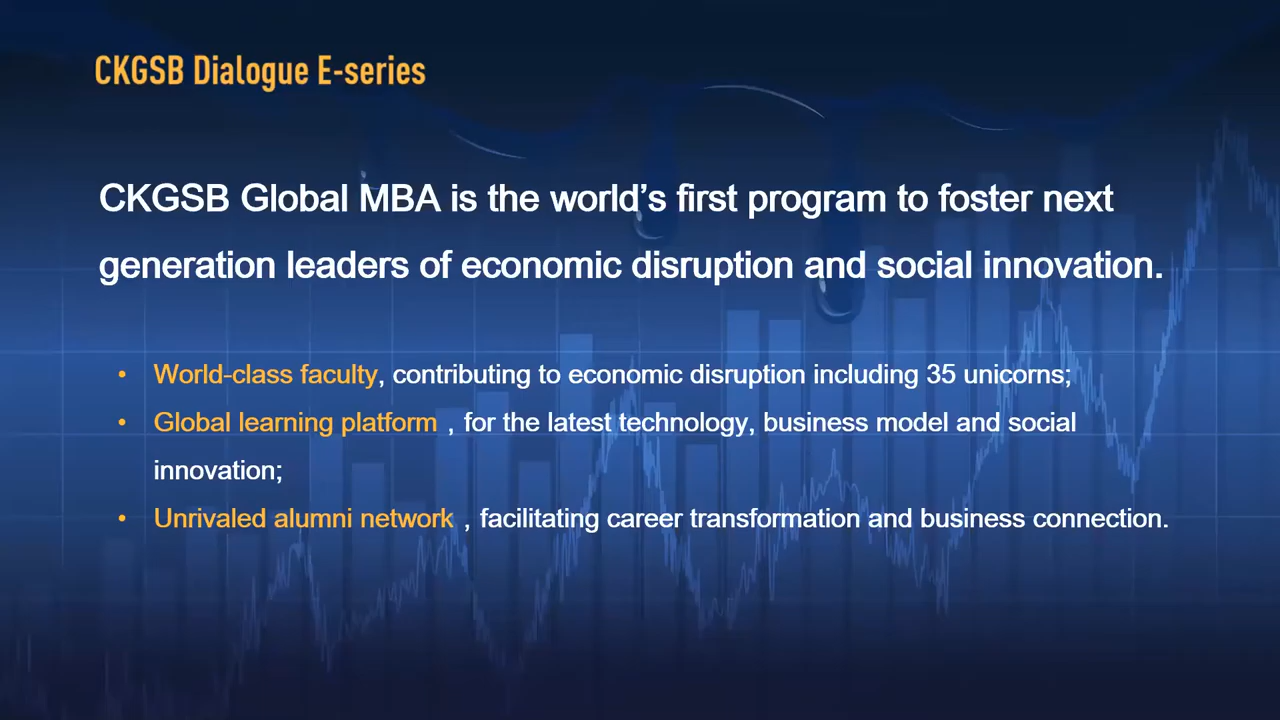 CKGSB Dialogue E-series
CKGSB Global MBA is the world’s first program to foster next
generation leaders of economic disruption and social innovation.
• World-class faculty, contributing to economic disruption including 35 unicorns;
• Global learning platform , for the latest technology, business model and social
innovation;
• Unrivaled alumni network , facilitating career transformation and business connection.